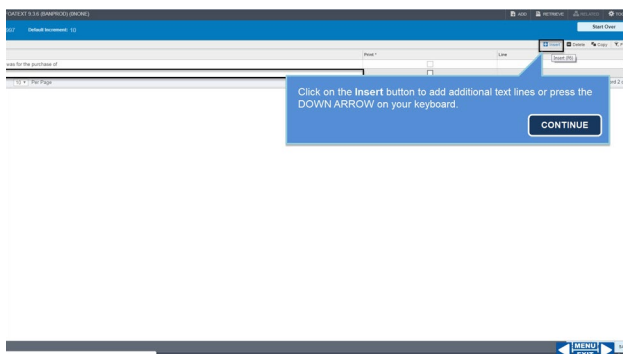 FOATEXT 9.3.6 (BANPROD) (BNONE)
ADD RETRIEVE RELATED
Default Increment: 10
Start Over
Insert Delete Copy
Print * Line
Insert (F6)
was for the purchase of
10 Per Page
Click on the Insert button to add additional text lines or press the
DOWN ARROW on your keyboard.
CONTINUE
MENU
EXIT